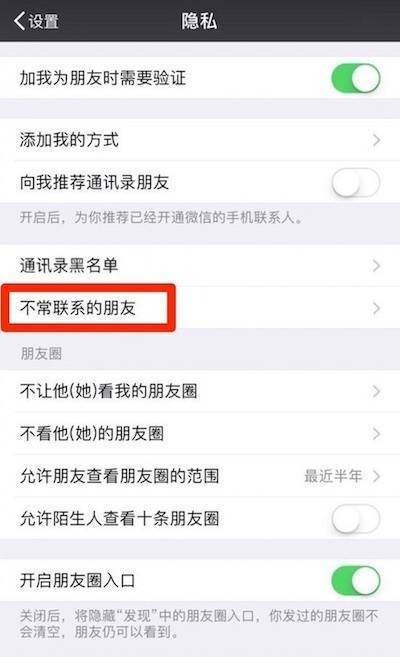 设置
隐私
加我为朋友时需要验证
添加我的方式
向我推荐通讯录朋友
开启后，为你推荐已经开通微信的手机联系人。
通讯录黑名单
不常联系的朋友
朋友圈
不让他(她)看我的朋友圈
不看他(她)的朋友圈
允许朋友查看朋友圈的范围 最近半年
允许陌生人查看十条朋友圈
开启朋友圈入口
关闭后，将隐藏“发现”中的朋友圈入口，你发过的朋友圈不
会清空，朋友仍可以看到。